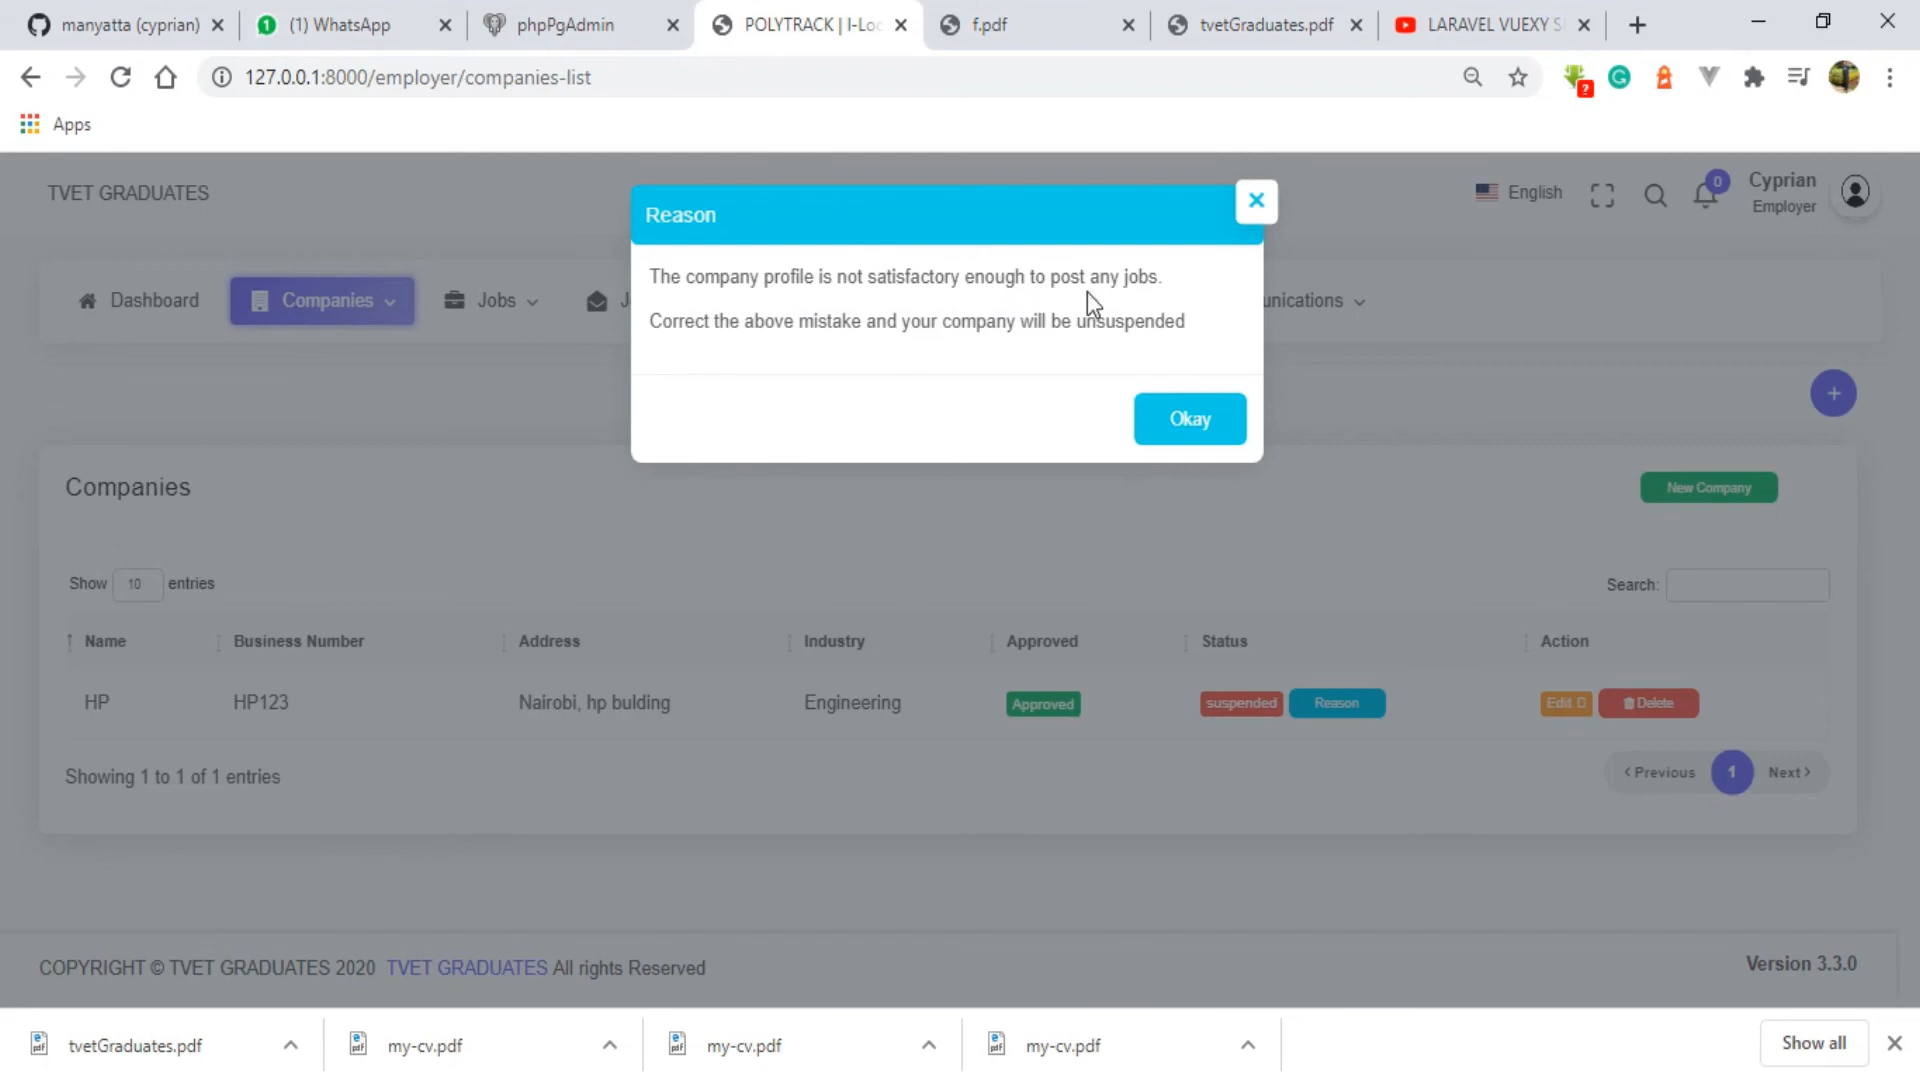 manyatta (cyprian)
(1) WhatsApp
phpPgAdmin
POLYTRACK | I-Loc
f.pdf
tvetGraduates.pdf
LARAVEL VUEXY S
127.0.0.1:8000/employer/companies-list
Apps
TVET GRADUATES
English
0
Cyprian
Employer
Dashboard
Companies
Jobs
J
unications
Reason
The company profile is not satisfactory enough to post any jobs.
Correct the above mistake and your company will be unsuspended
Okay
Companies
New Company
Show 10 entries
Search:
Name Business Number Address Industry Approved Status Action
HP HP123 Nairobi, hp bulding Engineering Approved suspended Reason Edit Delete
Showing 1 to 1 of 1 entries
Previous 1 Next
COPYRIGHT © TVET GRADUATES 2020 TVET GRADUATES All rights Reserved
Version 3.3.0
tvetGraduates.pdf
my-cv.pdf
my-cv.pdf
my-cv.pdf
Show all